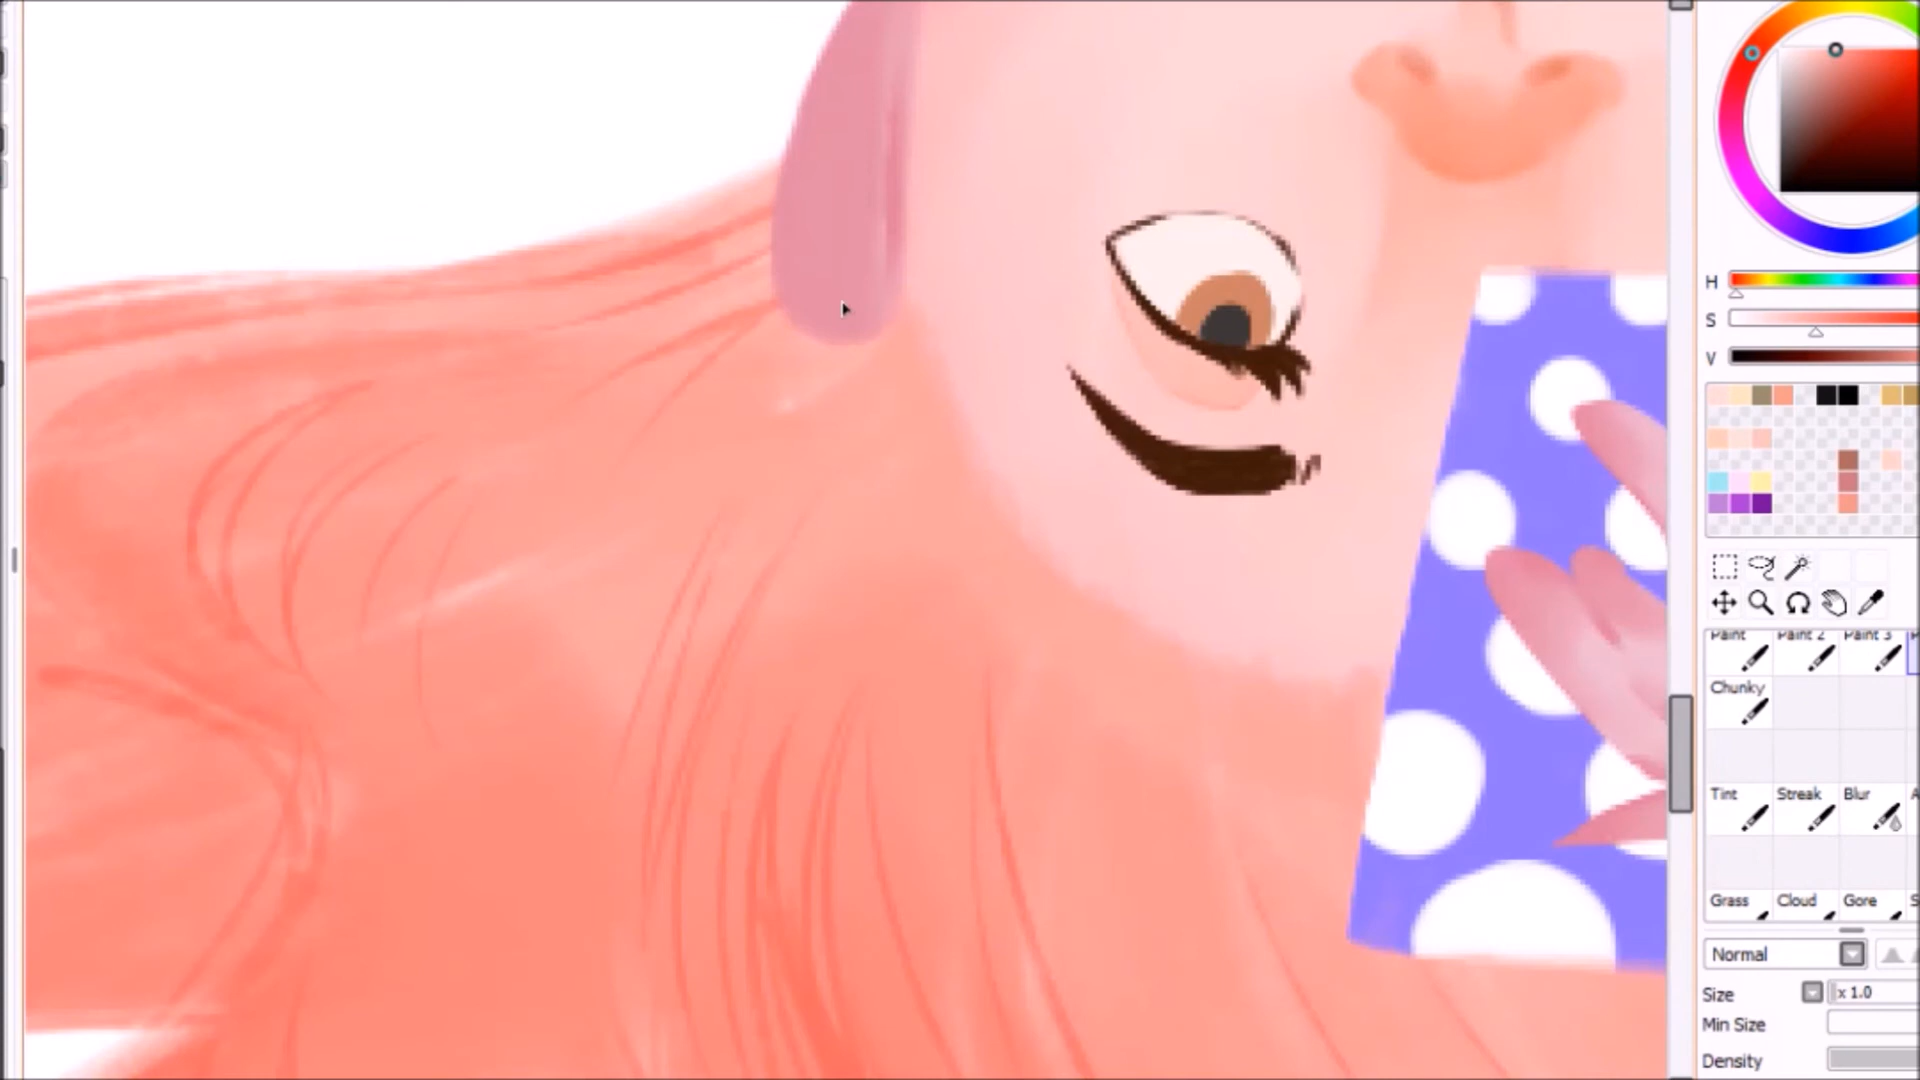 H
S
V
Paint Paint 2 Paint 3
Chunky
Tint Streak Blur
Grass Cloud Gore
Normal
Size x 1.0
Min Size
Density